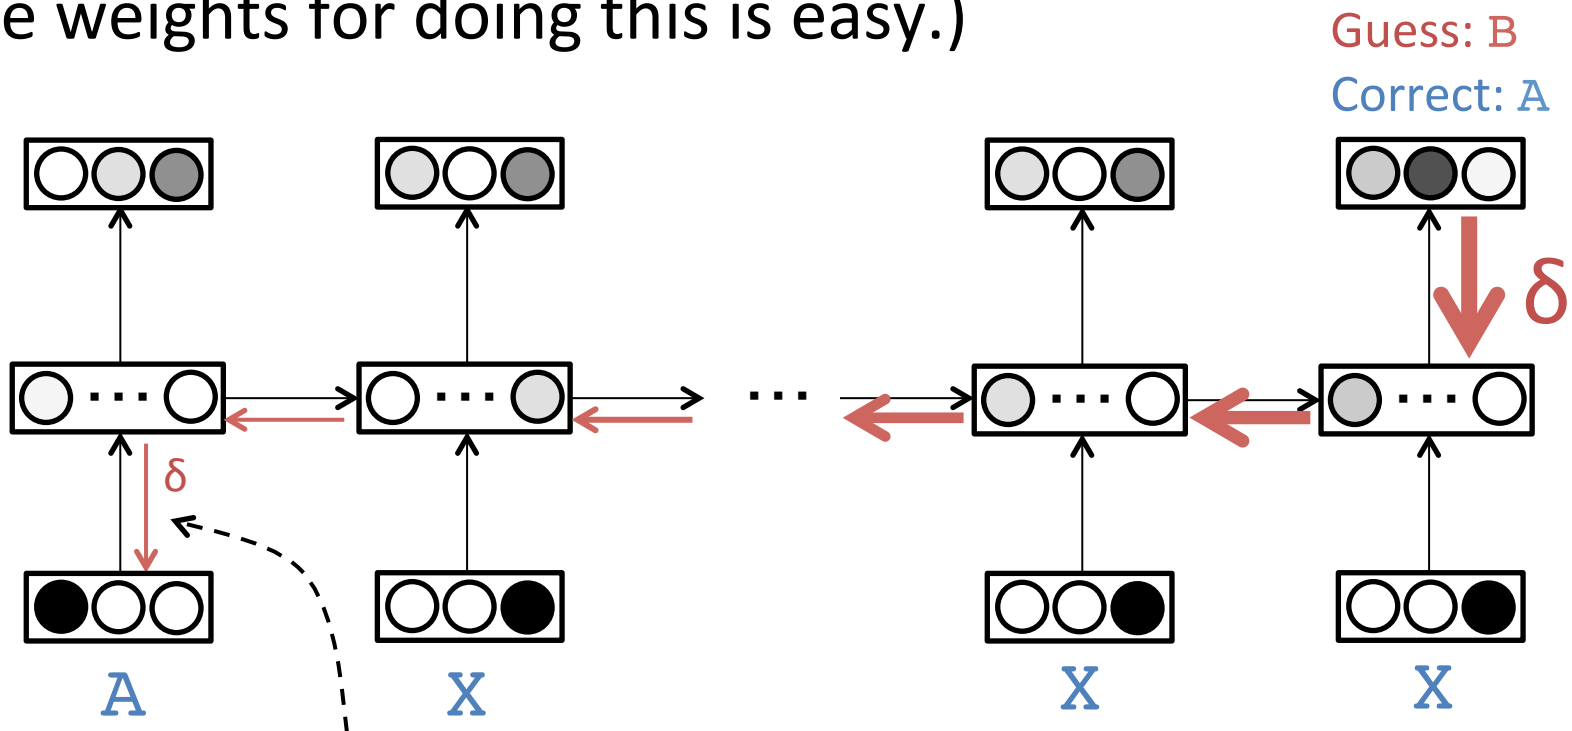 e weights for doing this is easy.)
Guess: B
Correct: A
δ
... ... ... ... ...
δ
A X X X